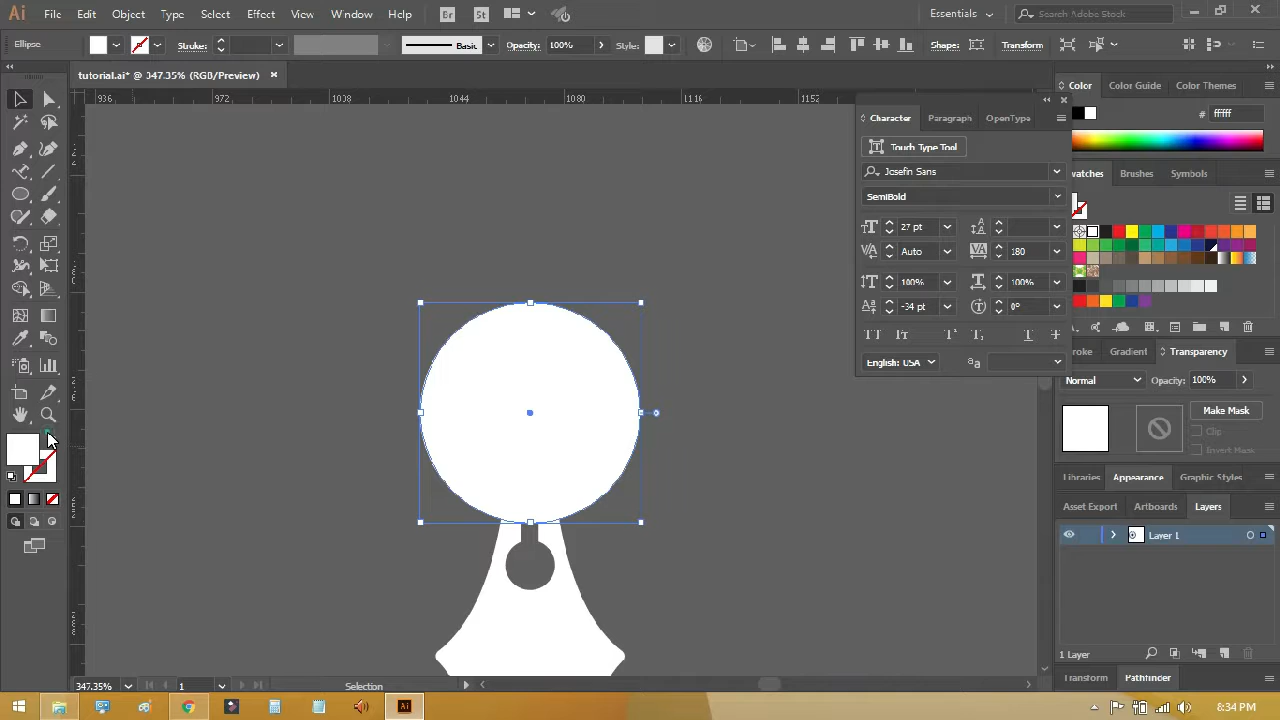 Ai File Edit Object Type Select Effect View Window Help Br St Essentials Search Adobe Stock
Ellipse Stroke: Basic Opacity: 100% Style: Shape: Transform
tutorial.ai* @ 347.35% (RGB/Preview)
936 972 1008 1044 1080 1116 1152
Color Color Guide Color Themes
# ffffff
Character Paragraph OpenType
Touch Type Tool
Josefin Sans
SemiBold
27 pt
Auto 180
100% 100%
-34 pt 0°
English: USA
Swatches Brushes Symbols
Stroke Gradient Transparency
Normal Opacity: 100%
Make Mask
Clip
Invert Mask
Libraries Appearance Graphic Styles
Asset Export Artboards Layers
Layer 1
1 Layer
Transform Pathfinder
347.35% 1 Selection
8:34 PM